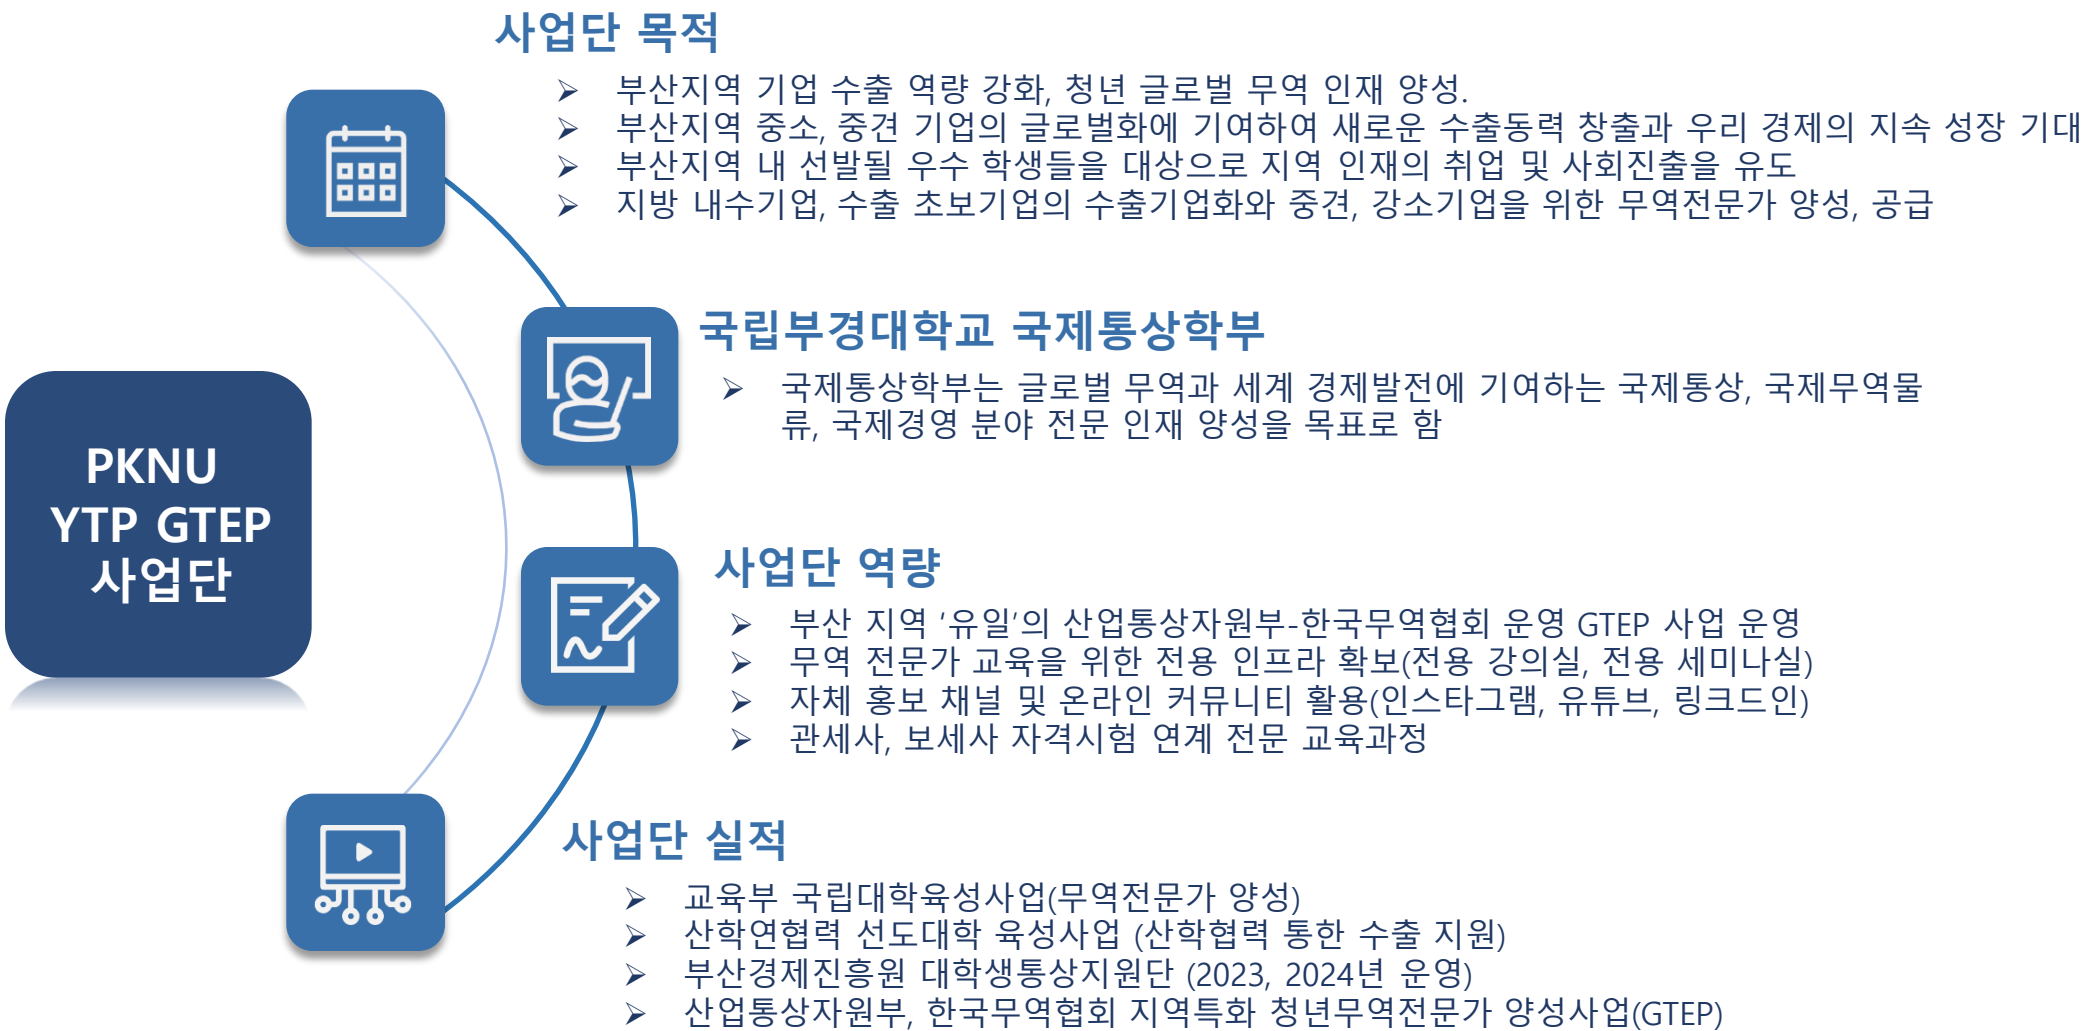 사업단 목적
➢ 부산지역 기업 수출 역량 강화, 청년 글로벌 무역 인재 양성.
➢ 부산지역 중소, 중견 기업의 글로벌화에 기여하여 새로운 수출동력 창출과 우리 경제의 지속 성장 기대
➢ 부산지역 내 선발될 우수 학생들을 대상으로 지역 인재의 취업 및 사회진출을 유도
➢ 지방 내수기업, 수출 초보기업의 수출기업화와 중견, 강소기업을 위한 무역전문가 양성, 공급
국립부경대학교 국제통상학부
➢ 국제통상학부는 글로벌 무역과 세계 경제발전에 기여하는 국제통상, 국제무역물
류, 국제경영 분야 전문 인재 양성을 목표로 함
PKNU
YTP GTEP
사업단
사업단 역량
➢ 부산 지역 ‘유일’의 산업통상자원부-한국무역협회 운영 GTEP 사업 운영
➢ 무역 전문가 교육을 위한 전용 인프라 확보(전용 강의실, 전용 세미나실)
➢ 자체 홍보 채널 및 온라인 커뮤니티 활용(인스타그램, 유튜브, 링크드인)
➢ 관세사, 보세사 자격시험 연계 전문 교육과정
사업단 실적
➢ 교육부 국립대학육성사업(무역전문가 양성)
➢ 산학연협력 선도대학 육성사업 (산학협력 통한 수출 지원)
➢ 부산경제진흥원 대학생통상지원단 (2023, 2024년 운영)
➢ 산업통상자원부, 한국무역협회 지역특화 청년무역전문가 양성사업(GTEP)